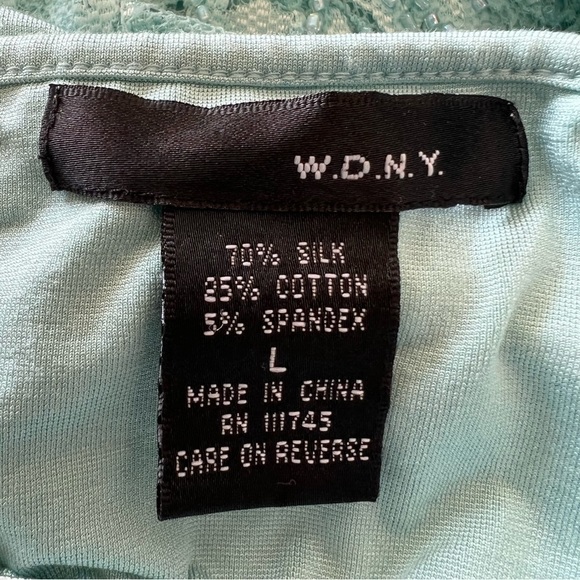 W.D.N.Y.
70% SILK
25% COTTON
5% SPANDEX
L
MADE IN CHINA
RN 111745
CARE ON REVERSE